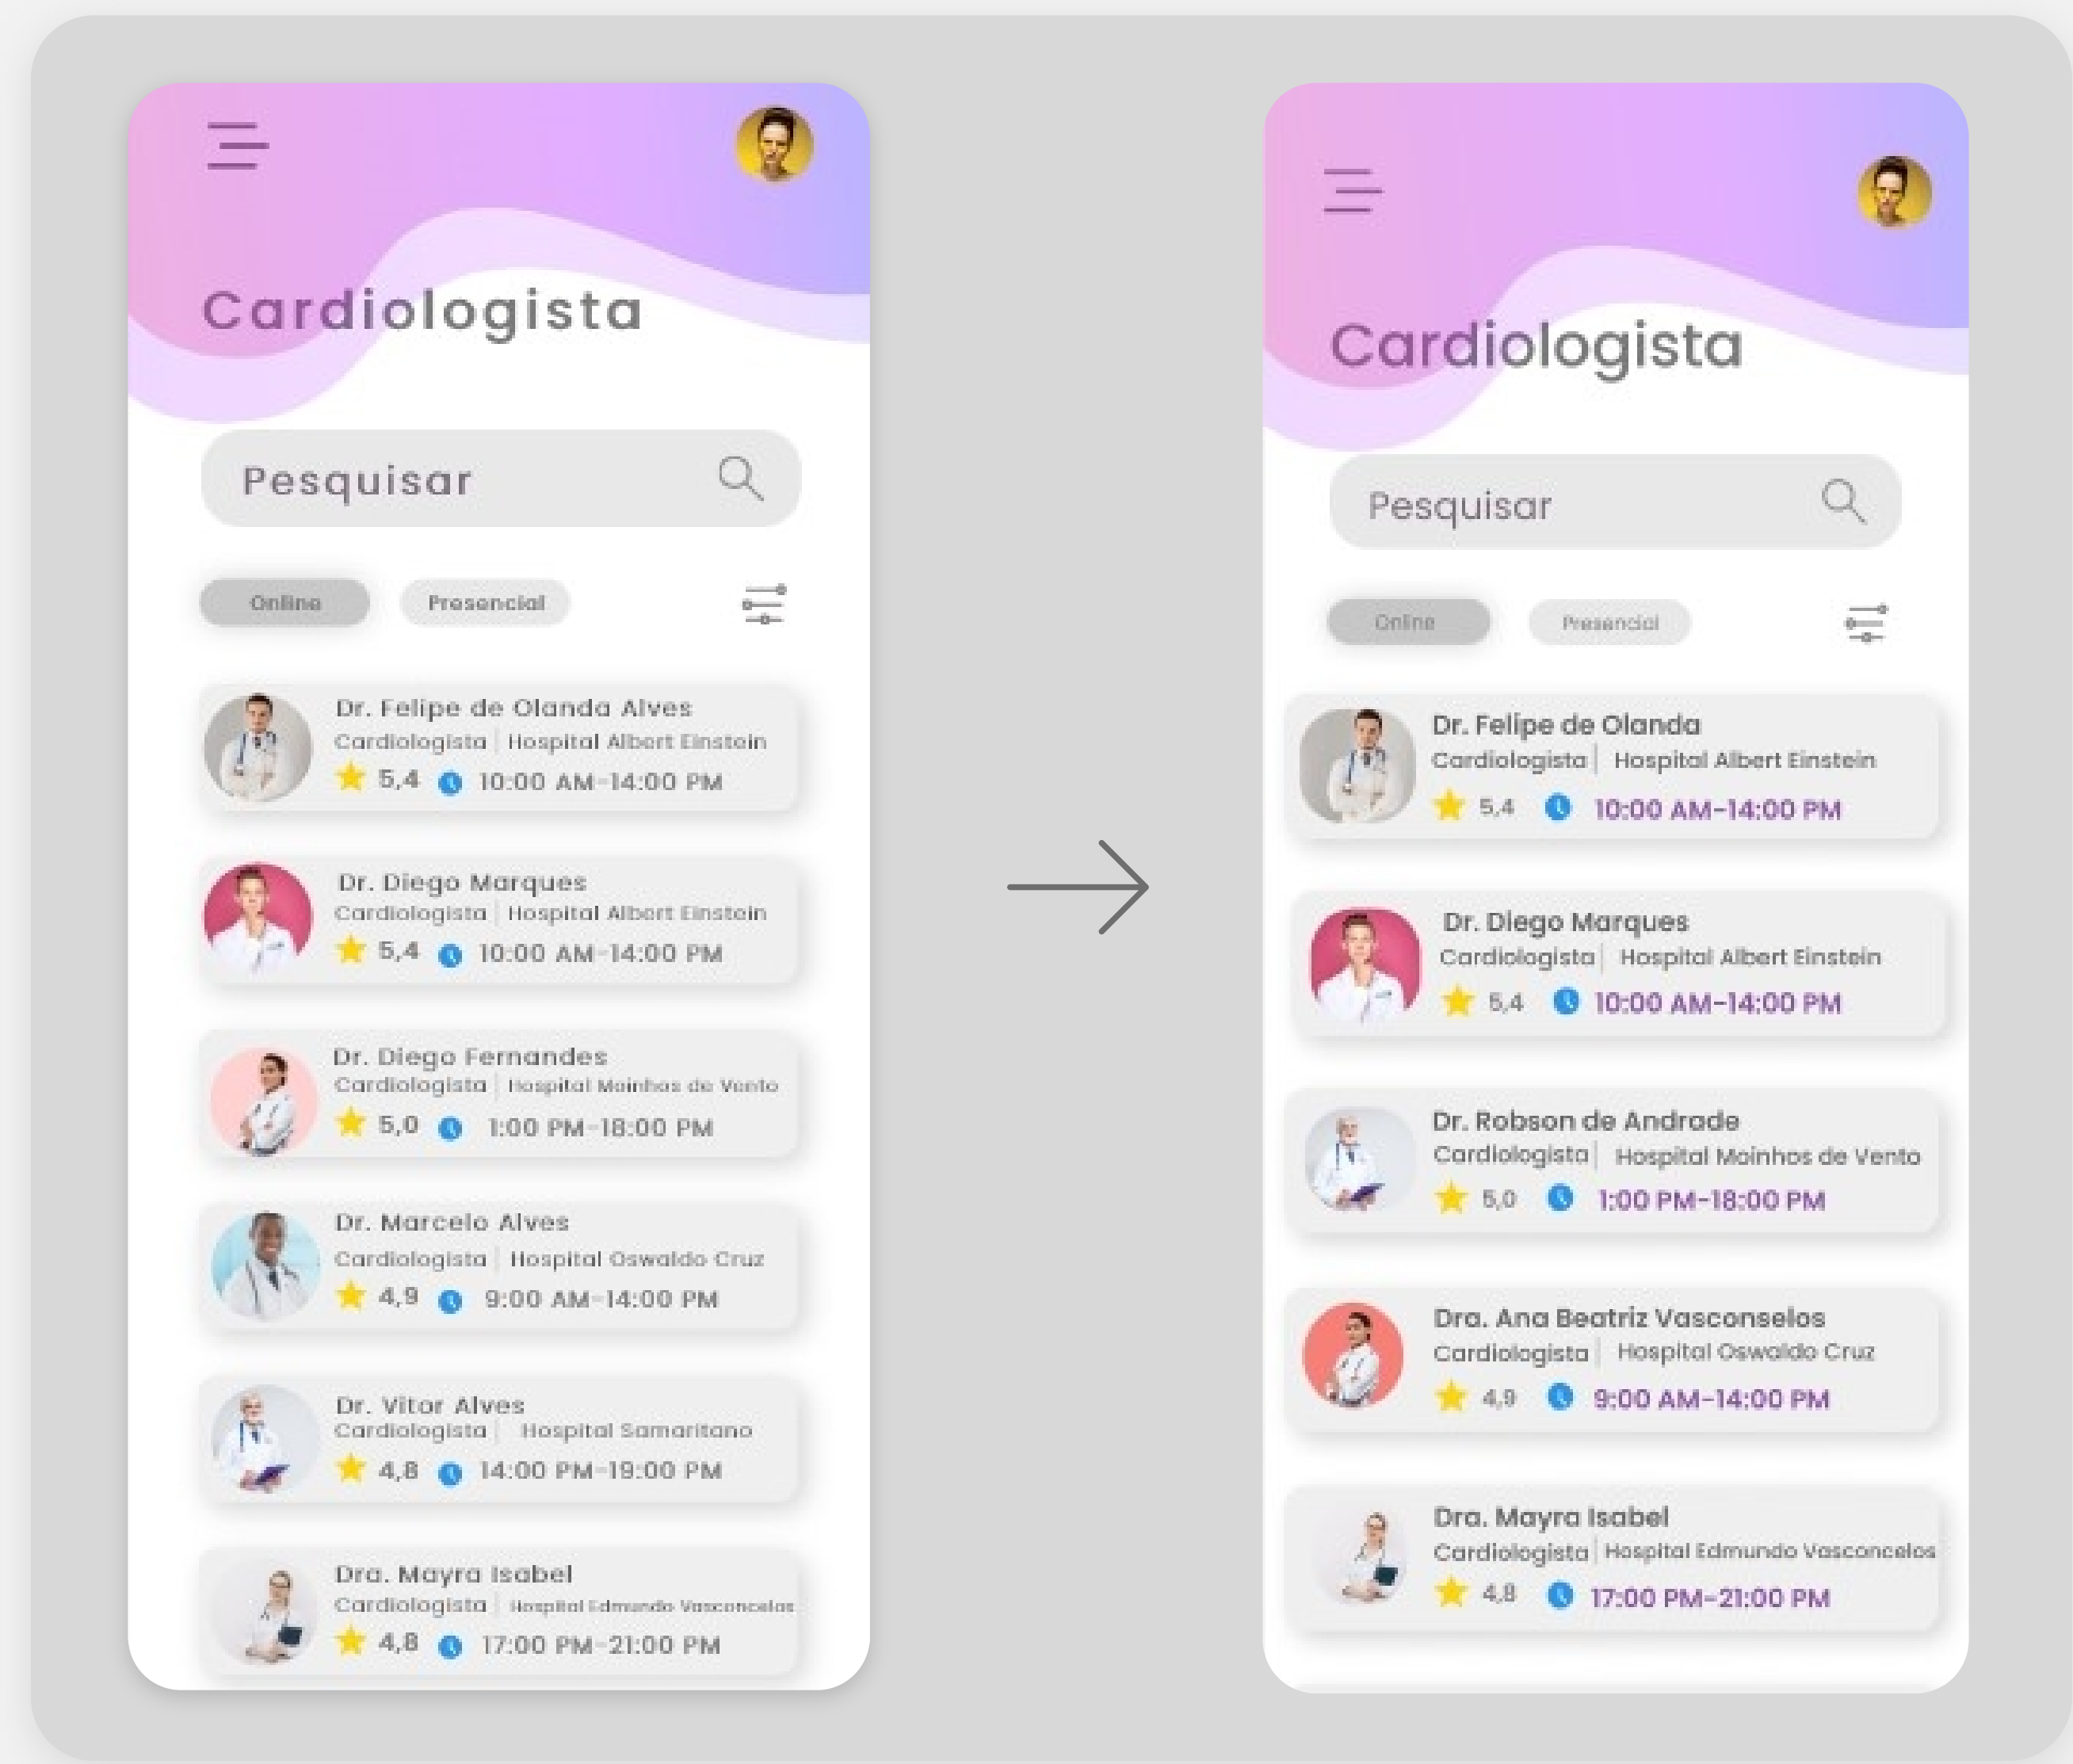 Cardiologista
Pesquisar
Online Presencial
Dr. Felipe de Olanda Alves
Cardiologista Hospital Albert Einstein
5,4 10:00 AM-14:00 PM
Dr. Diego Marques
Cardiologista Hospital Albert Einstein
5,4 10:00 AM-14:00 PM
Dr. Diego Fernandes
Cardiologista Hospital Moinhos de Vento
5,0 1:00 PM-18:00 PM
Dr. Marcelo Alves
Cardiologista Hospital Oswaldo Cruz
4,9 9:00 AM-14:00 PM
Dr. Vitor Alves
Cardiologista Hospital Samaritano
4,8 14:00 PM-19:00 PM
Dra. Mayra Isabel
Cardiologista Hospital Edmundo Vasconcelos
4,8 17:00 PM-21:00 PM
Cardiologista
Pesquisar
Online Presencial
Dr. Felipe de Olanda
Cardiologista Hospital Albert Einstein
5,4 10:00 AM-14:00 PM
Dr. Diego Marques
Cardiologista Hospital Albert Einstein
5,4 10:00 AM-14:00 PM
Dr. Robson de Andrade
Cardiologista Hospital Moinhos de Vento
5,0 1:00 PM-18:00 PM
Dra. Ana Beatriz Vasconselos
Cardiologista Hospital Oswaldo Cruz
4,9 9:00 AM-14:00 PM
Dra. Mayra Isabel
Cardiologista Hospital Edmundo Vasconcelos
4,8 17:00 PM-21:00 PM